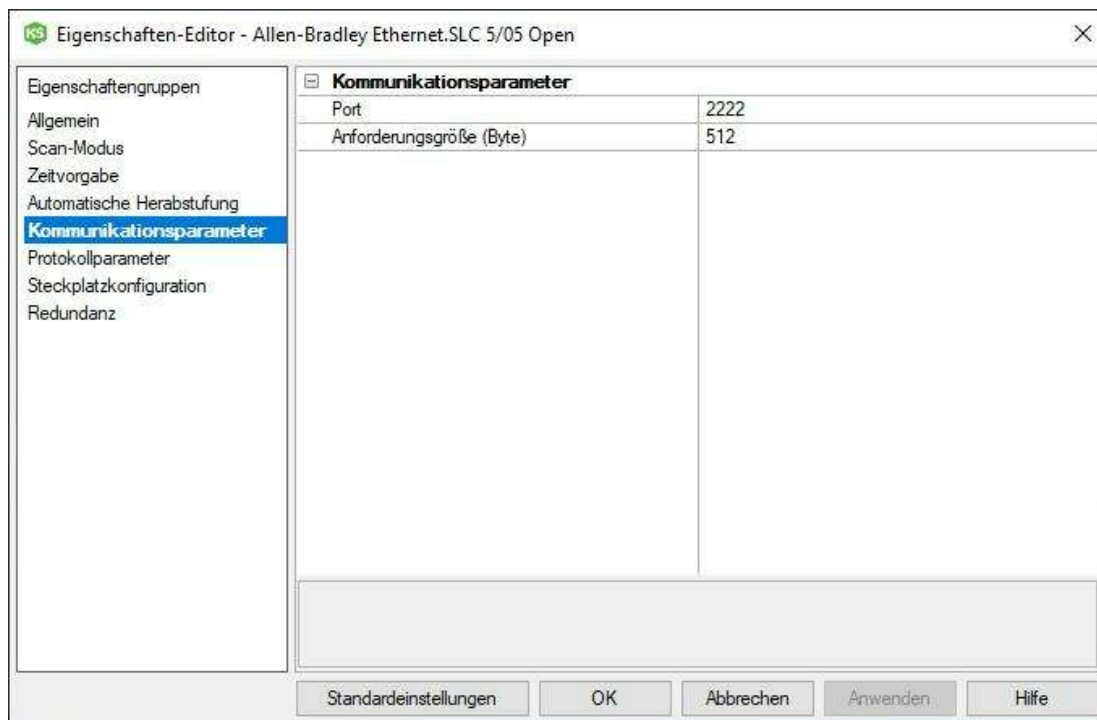 KS Eigenschaften-Editor - Allen-Bradley Ethernet.SLC 5/05 Open
Eigenschaftengruppen
Allgemein
Scan-Modus
Zeitvorgabe
Automatische Herabstufung
Kommunikationsparameter
Protokollparameter
Steckplatzkonfiguration
Redundanz
Kommunikationsparameter
Port 2222
Anforderungsgröße (Byte) 512
Standardeinstellungen OK Abbrechen Anwenden Hilfe